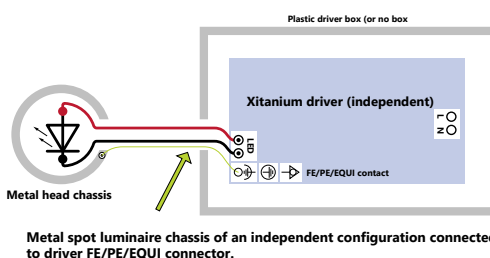 Plastic driver box (or no box
Xitanium driver (independent)
L
N
LED
FE/PE/EQUI contact
Metal head chassis
Metal spot luminaire chassis of an independent configuration connected
to driver FE/PE/EQUI connector.